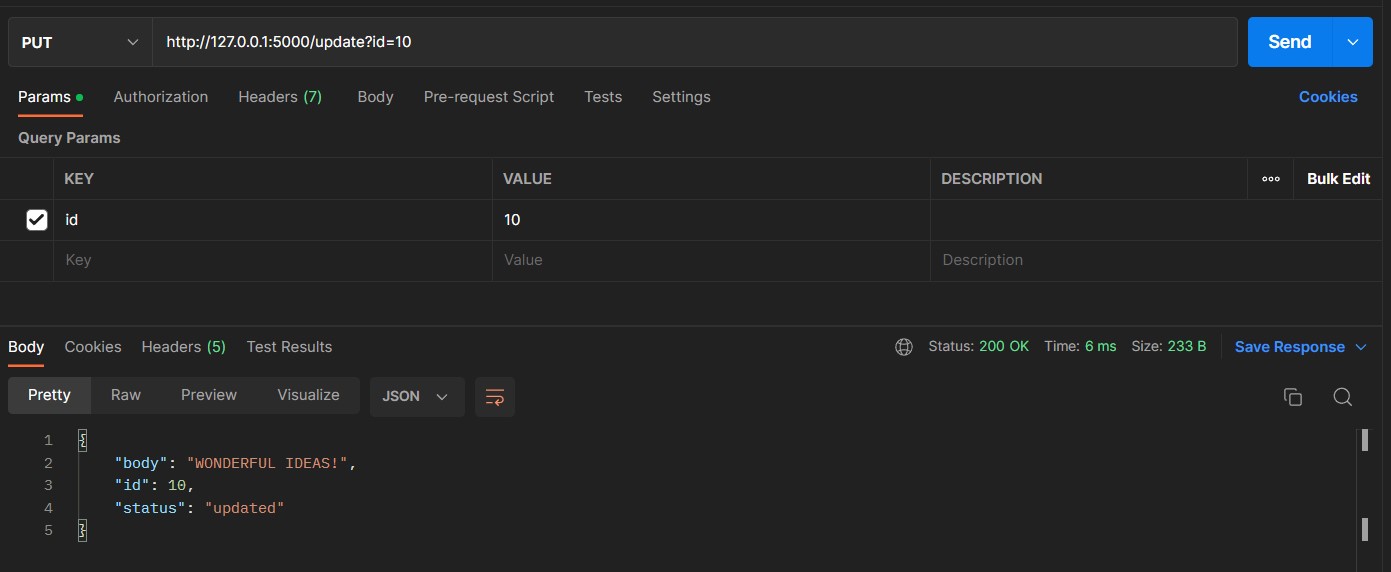 PUT http://127.0.0.1:5000/update?id=10 Send
Params Authorization Headers (7) Body Pre-request Script Tests Settings Cookies
Query Params
KEY VALUE DESCRIPTION ooo Bulk Edit
id 10
Key Value Description
Body Cookies Headers (5) Test Results Status: 200 OK Time: 6 ms Size: 233 B Save Response
Pretty Raw Preview Visualize JSON
1 {
2 "body": "WONDERFUL IDEAS!",
3 "id": 10,
4 "status": "updated"
5 }